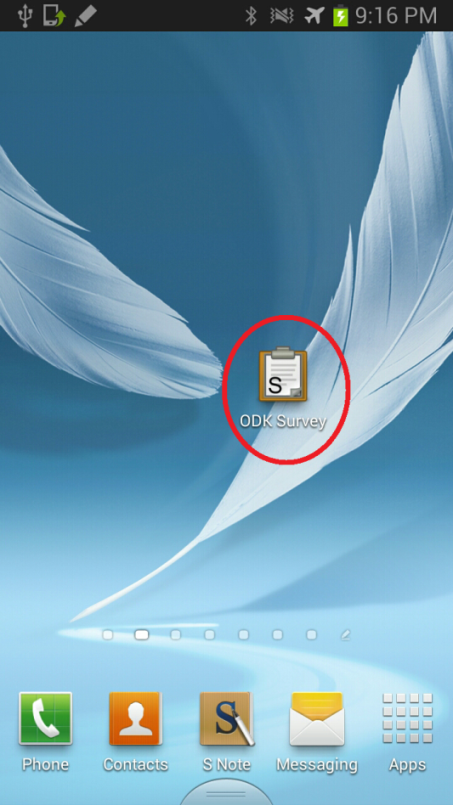 9:16 PM
S
ODK Survey
S
Phone
Contacts
S Note
Messaging
Apps